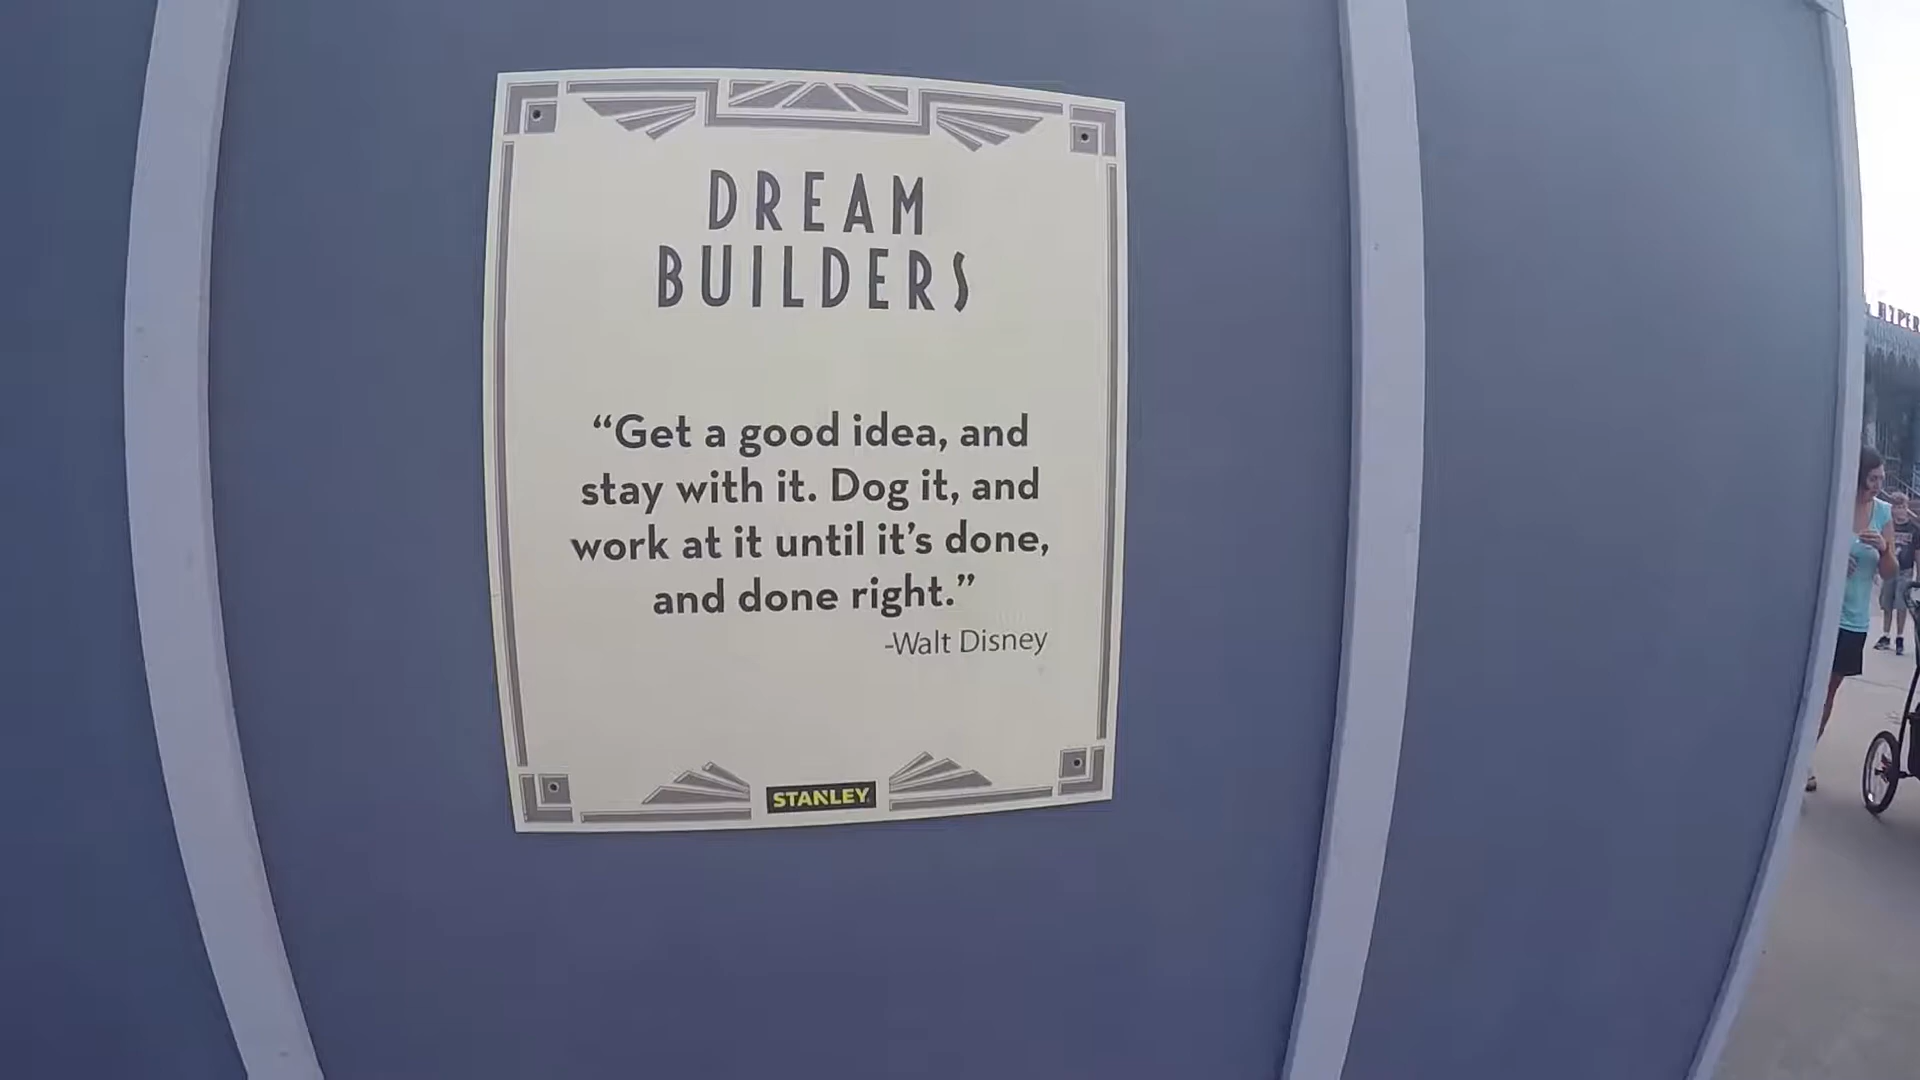 DREAM
BUILDERS
“Get a good idea, and
stay with it. Dog it, and
work at it until it’s done,
and done right.”
-Walt Disney
STANLEY
HYPER